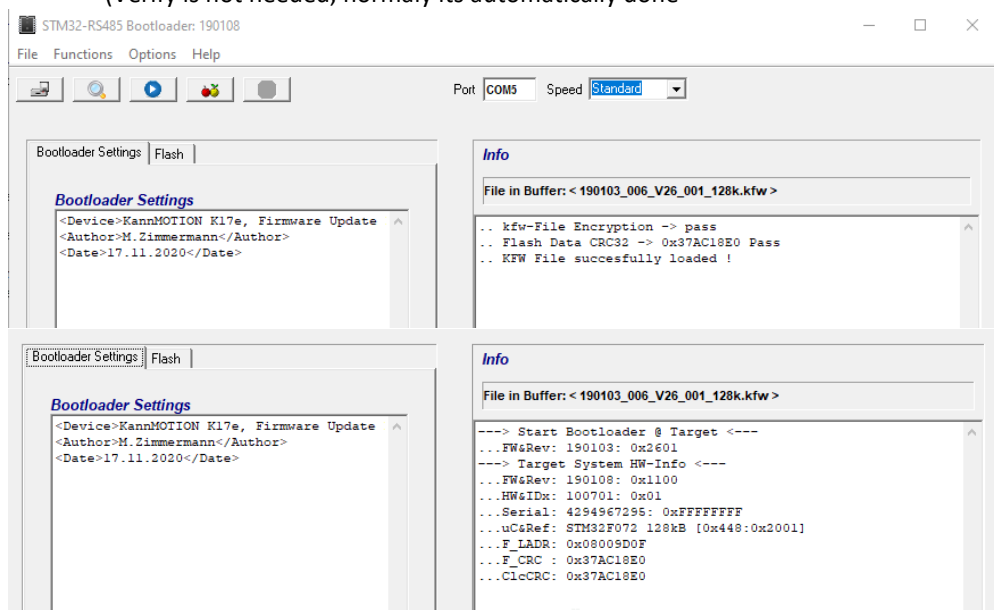 (Verify is not needed, normaly its automatically done
STM32-RS485 Bootloader: 190108
File Functions Options Help
Port COM5 Speed Standard
Bootloader Settings Flash
Bootloader Settings
<Device>KannMOTION K17e, Firmware Update
<Author>M.Zimmermann</Author>
<Date>17.11.2020</Date>
Info
File in Buffer: < 190103_006_V26_001_128k.kfw >
.. kfw-File Encryption -> pass
.. Flash Data CRC32 -> 0x37AC18E0 Pass
.. KFW File succesfully loaded !
Bootloader Settings Flash
Bootloader Settings
<Device>KannMOTION K17e, Firmware Update
<Author>M.Zimmermann</Author>
<Date>17.11.2020</Date>
Info
File in Buffer: < 190103_006_V26_001_128k.kfw >
---> Start Bootloader @ Target <---
...FW&Rev: 190103: 0x2601
---> Target System HW-Info <---
...FW&Rev: 190108: 0x1100
...HW&IDx: 100701: 0x01
...Serial: 4294967295: 0xFFFFFFFF
...uC&Ref: STM32F072 128kB [0x448:0x2001]
...F_LADR: 0x08009D0F
...F_CRC : 0x37AC18E0
...ClcCRC: 0x37AC18E0